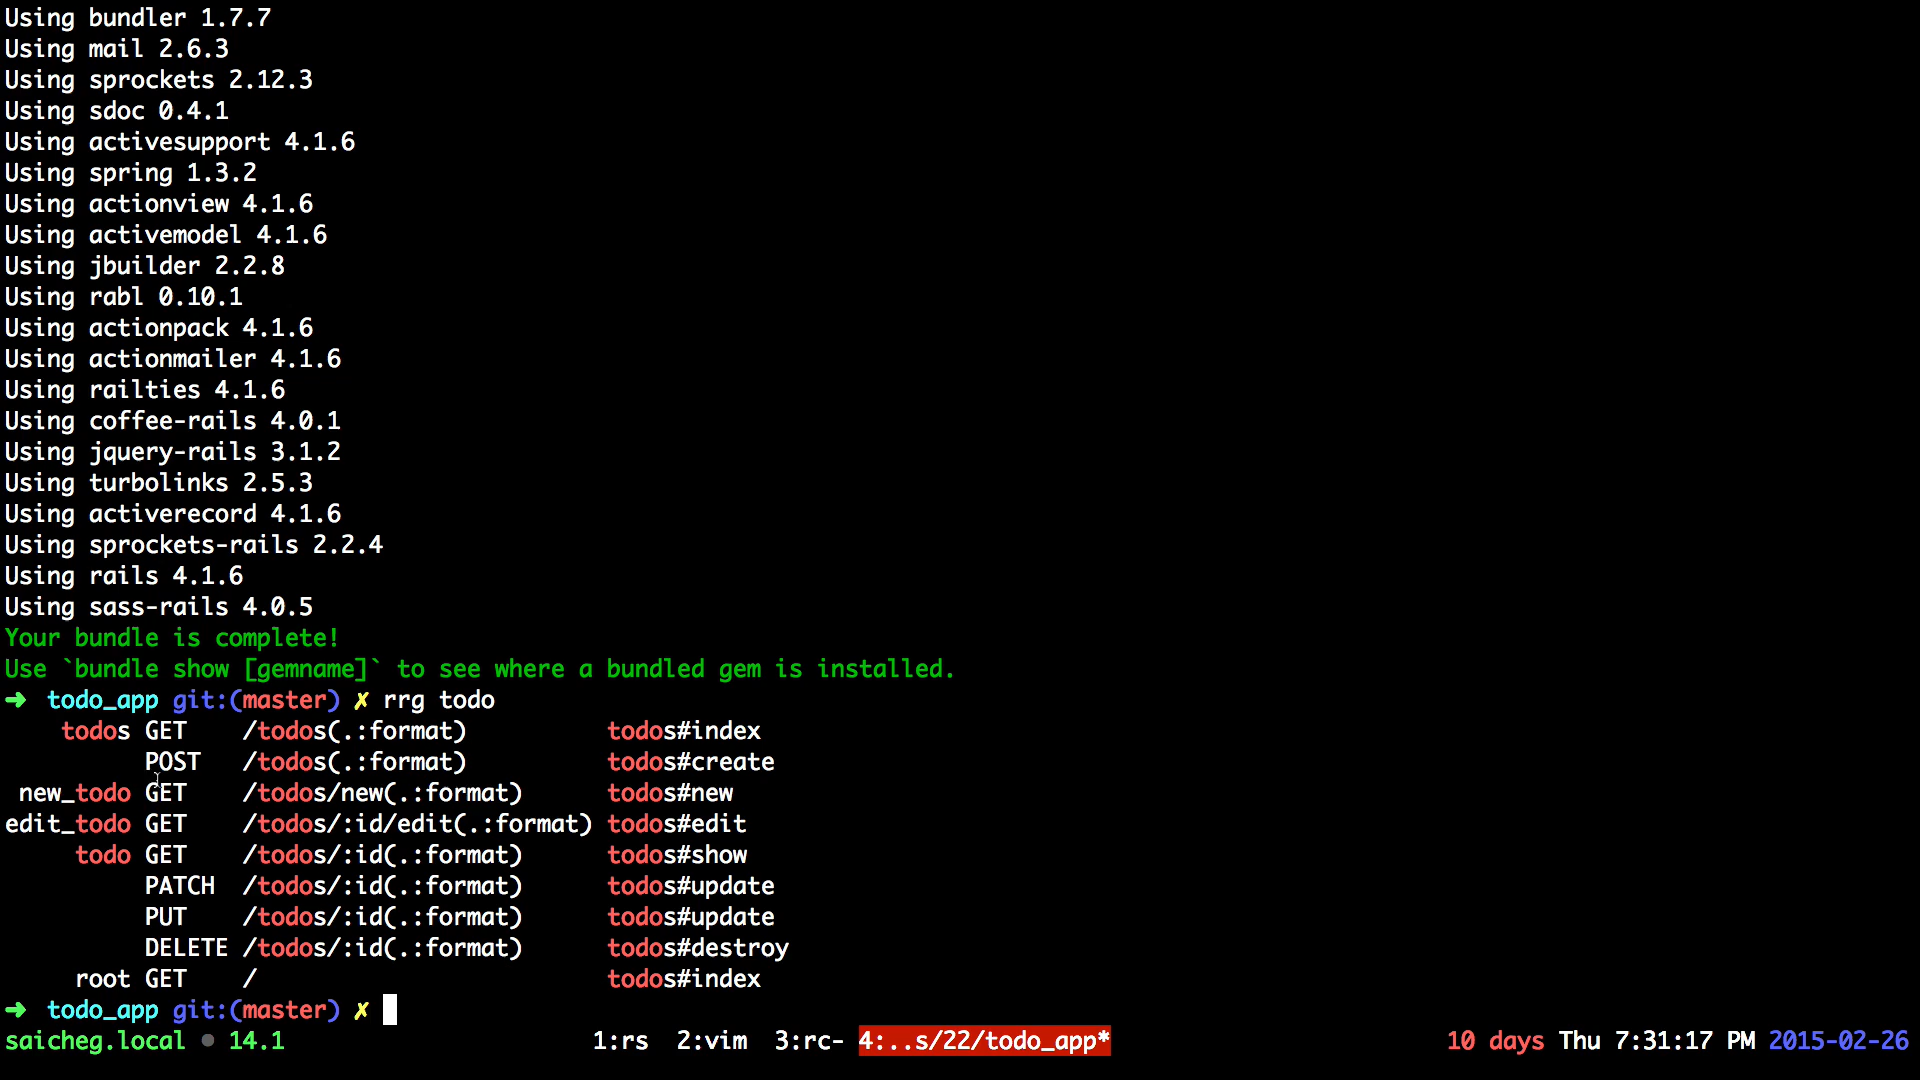 Using bundler 1.7.7
Using mail 2.6.3
Using sprockets 2.12.3
Using sdoc 0.4.1
Using activesupport 4.1.6
Using spring 1.3.2
Using actionview 4.1.6
Using activemodel 4.1.6
Using jbuilder 2.2.8
Using rabl 0.10.1
Using actionpack 4.1.6
Using actionmailer 4.1.6
Using railties 4.1.6
Using coffee-rails 4.0.1
Using jquery-rails 3.1.2
Using turbolinks 2.5.3
Using activerecord 4.1.6
Using sprockets-rails 2.2.4
Using rails 4.1.6
Using sass-rails 4.0.5
Your bundle is complete!
Use `bundle show [gemname]` to see where a bundled gem is installed.
➜  todo_app git:(master) ✗ rrg todo
    todos GET    /todos(.:format)          todos#index
          POST   /todos(.:format)          todos#create
 new_todo GET    /todos/new(.:format)      todos#new
edit_todo GET    /todos/:id/edit(.:format) todos#edit
     todo GET    /todos/:id(.:format)      todos#show
          PATCH  /todos/:id(.:format)      todos#update
          PUT    /todos/:id(.:format)      todos#update
          DELETE /todos/:id(.:format)      todos#destroy
     root GET    /                         todos#index
➜  todo_app git:(master) ✗
saicheg.local ● 14.1 1:rs  2:vim  3:rc- 4:..s/22/todo_app* 10 days Thu 7:31:17 PM 2015-02-26